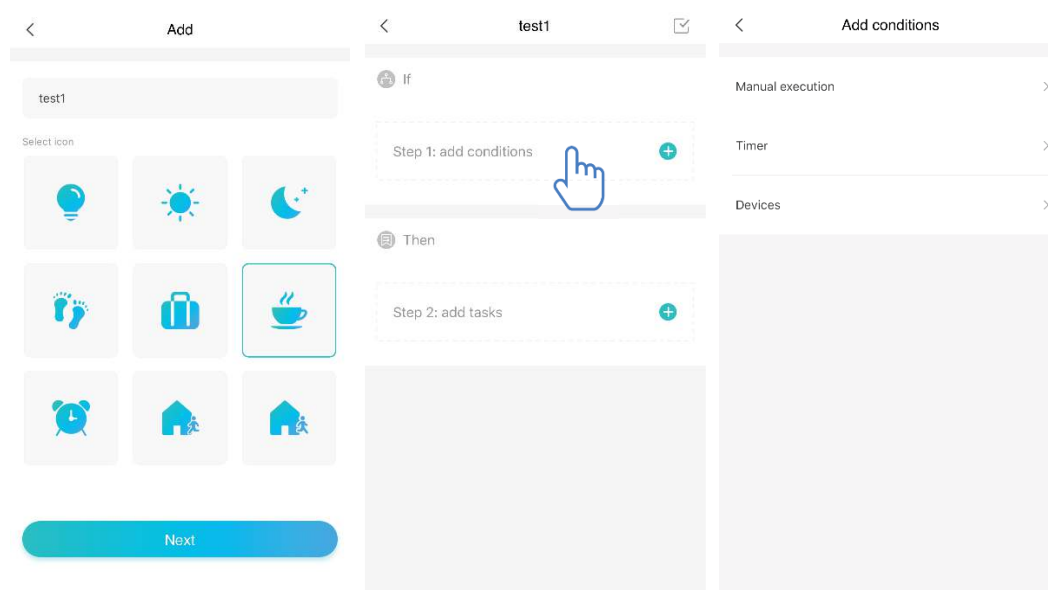 Add
test1
Select icon
Next
test1
If
Step 1: add conditions
Then
Step 2: add tasks
Add conditions
Manual execution
Timer
Devices